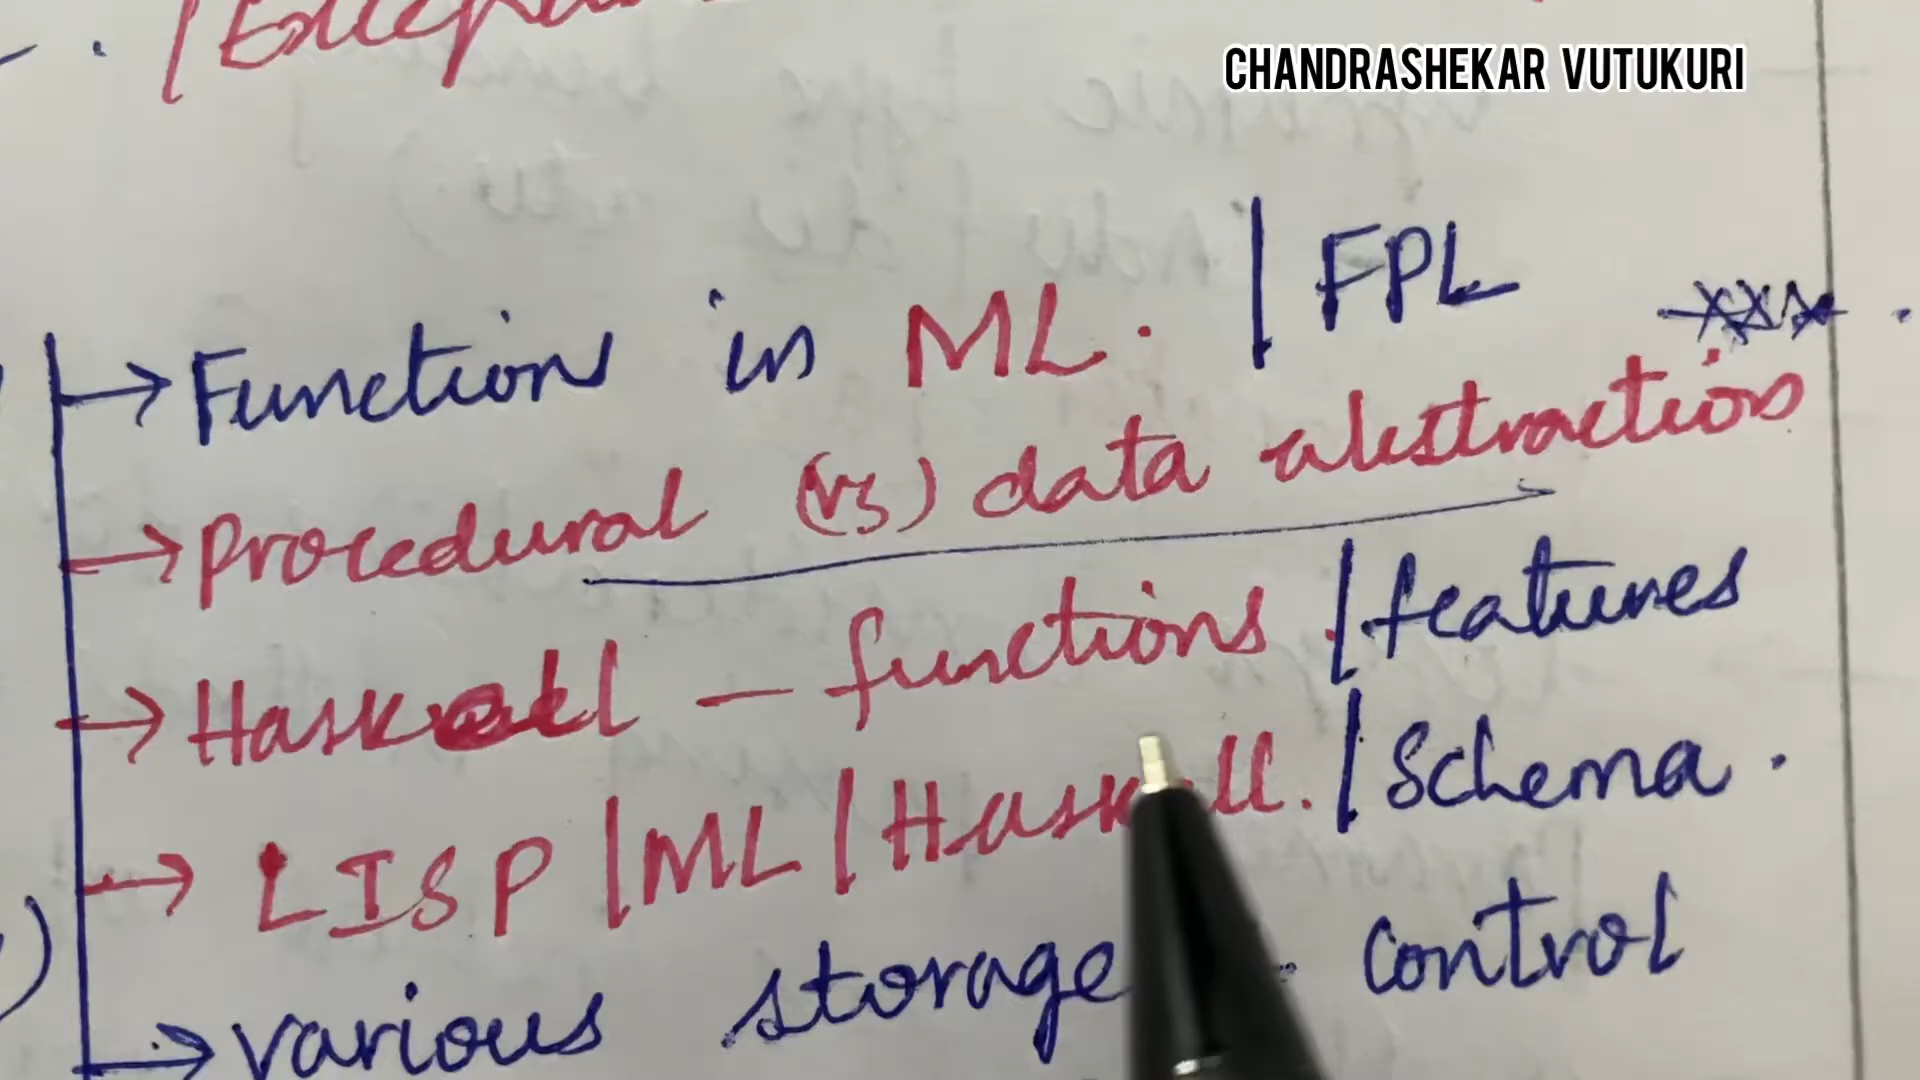 CHANDRASHEKAR VUTUKURI
→ Function in ML. | FPL
→ Procedural (vs) data abstraction
→ Haskell — functions | features
→ LISP | ML | Haskell. | Schema.
→ various storage control